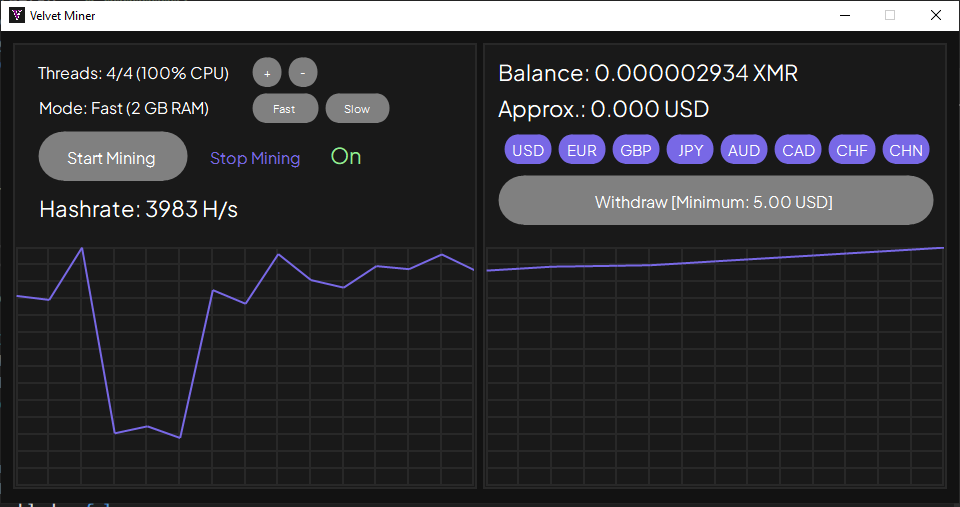 Velvet Miner
Threads: 4/4 (100% CPU) + -
Mode: Fast (2 GB RAM) Fast Slow
Start Mining Stop Mining On
Hashrate: 3983 H/s
Balance: 0.000002934 XMR
Approx.: 0.000 USD
USD EUR GBP JPY AUD CAD CHF CHN
Withdraw [Minimum: 5.00 USD]